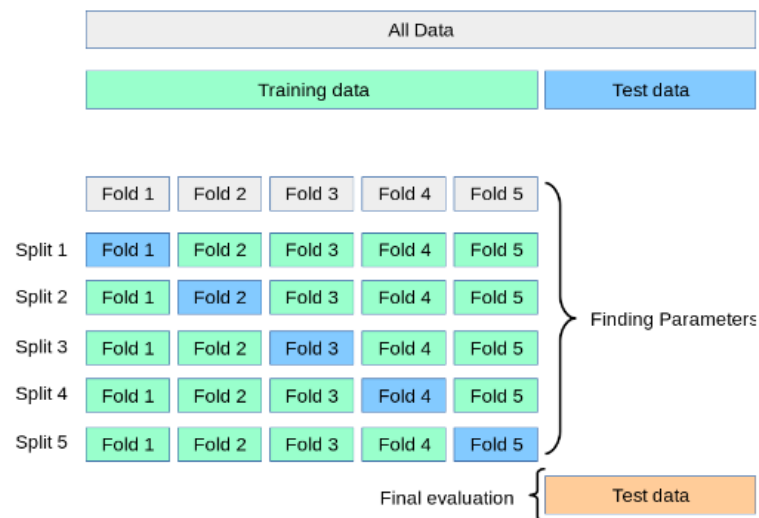 All Data
Training data Test data
Fold 1 Fold 2 Fold 3 Fold 4 Fold 5
Split 1 Fold 1 Fold 2 Fold 3 Fold 4 Fold 5
Split 2 Fold 1 Fold 2 Fold 3 Fold 4 Fold 5
Finding Parameters
Split 3 Fold 1 Fold 2 Fold 3 Fold 4 Fold 5
Split 4 Fold 1 Fold 2 Fold 3 Fold 4 Fold 5
Split 5 Fold 1 Fold 2 Fold 3 Fold 4 Fold 5
Final evaluation Test data